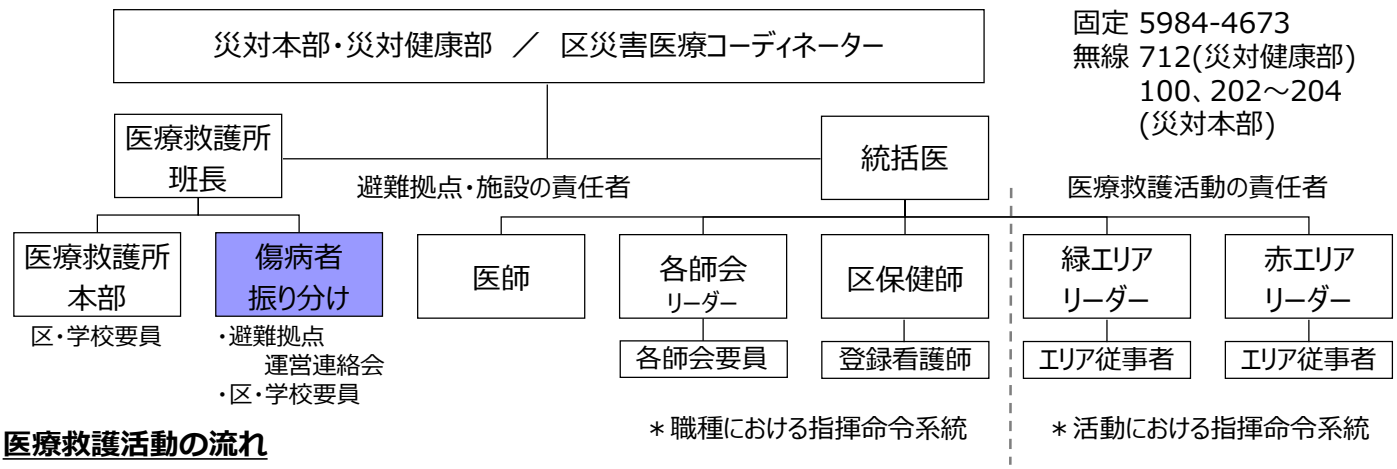 災対本部・災対健康部 ／ 区災害医療コーディネーター
固定 5984-4673
無線 712(災対健康部)
100、202～204
(災対本部)
医療救護所
班長
統括医
避難拠点・施設の責任者
医療救護活動の責任者
医療救護所
本部
傷病者
振り分け
医師
各師会
リーダー
区保健師
緑エリア
リーダー
赤エリア
リーダー
区・学校要員
・避難拠点
運営連絡会
・区・学校要員
各師会要員
登録看護師
エリア従事者
エリア従事者
＊職種における指揮命令系統
＊活動における指揮命令系統
医療救護活動の流れ